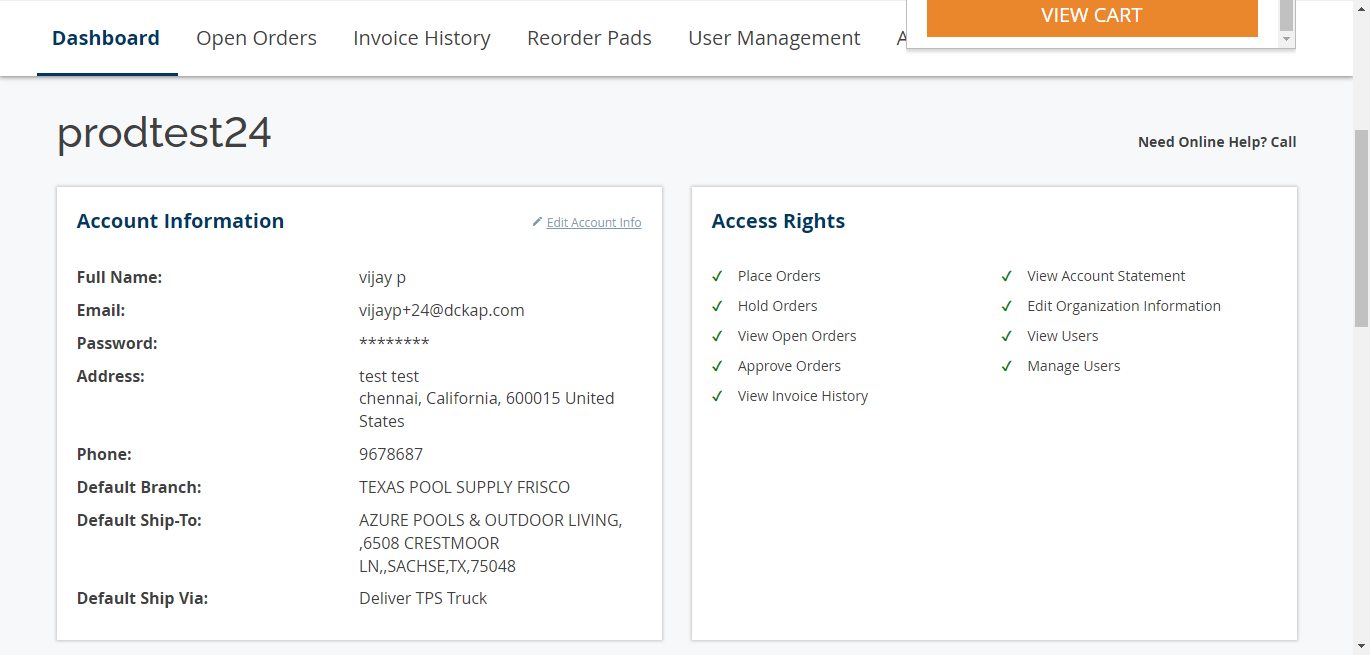 VIEW CART
Dashboard Open Orders Invoice History Reorder Pads User Management
prodtest24
Need Online Help? Call
Account Information
Edit Account Info
Full Name: vijay p
Email: vijayp+24@dckap.com
Password: ********
Address: test test
chennai, California, 600015 United
States
Phone: 9678687
Default Branch: TEXAS POOL SUPPLY FRISCO
Default Ship-To: AZURE POOLS & OUTDOOR LIVING,
,6508 CRESTMOOR
LN,,SACHSE,TX,75048
Default Ship Via: Deliver TPS Truck
Access Rights
✓ Place Orders
✓ Hold Orders
✓ View Open Orders
✓ Approve Orders
✓ View Invoice History
✓ View Account Statement
✓ Edit Organization Information
✓ View Users
✓ Manage Users